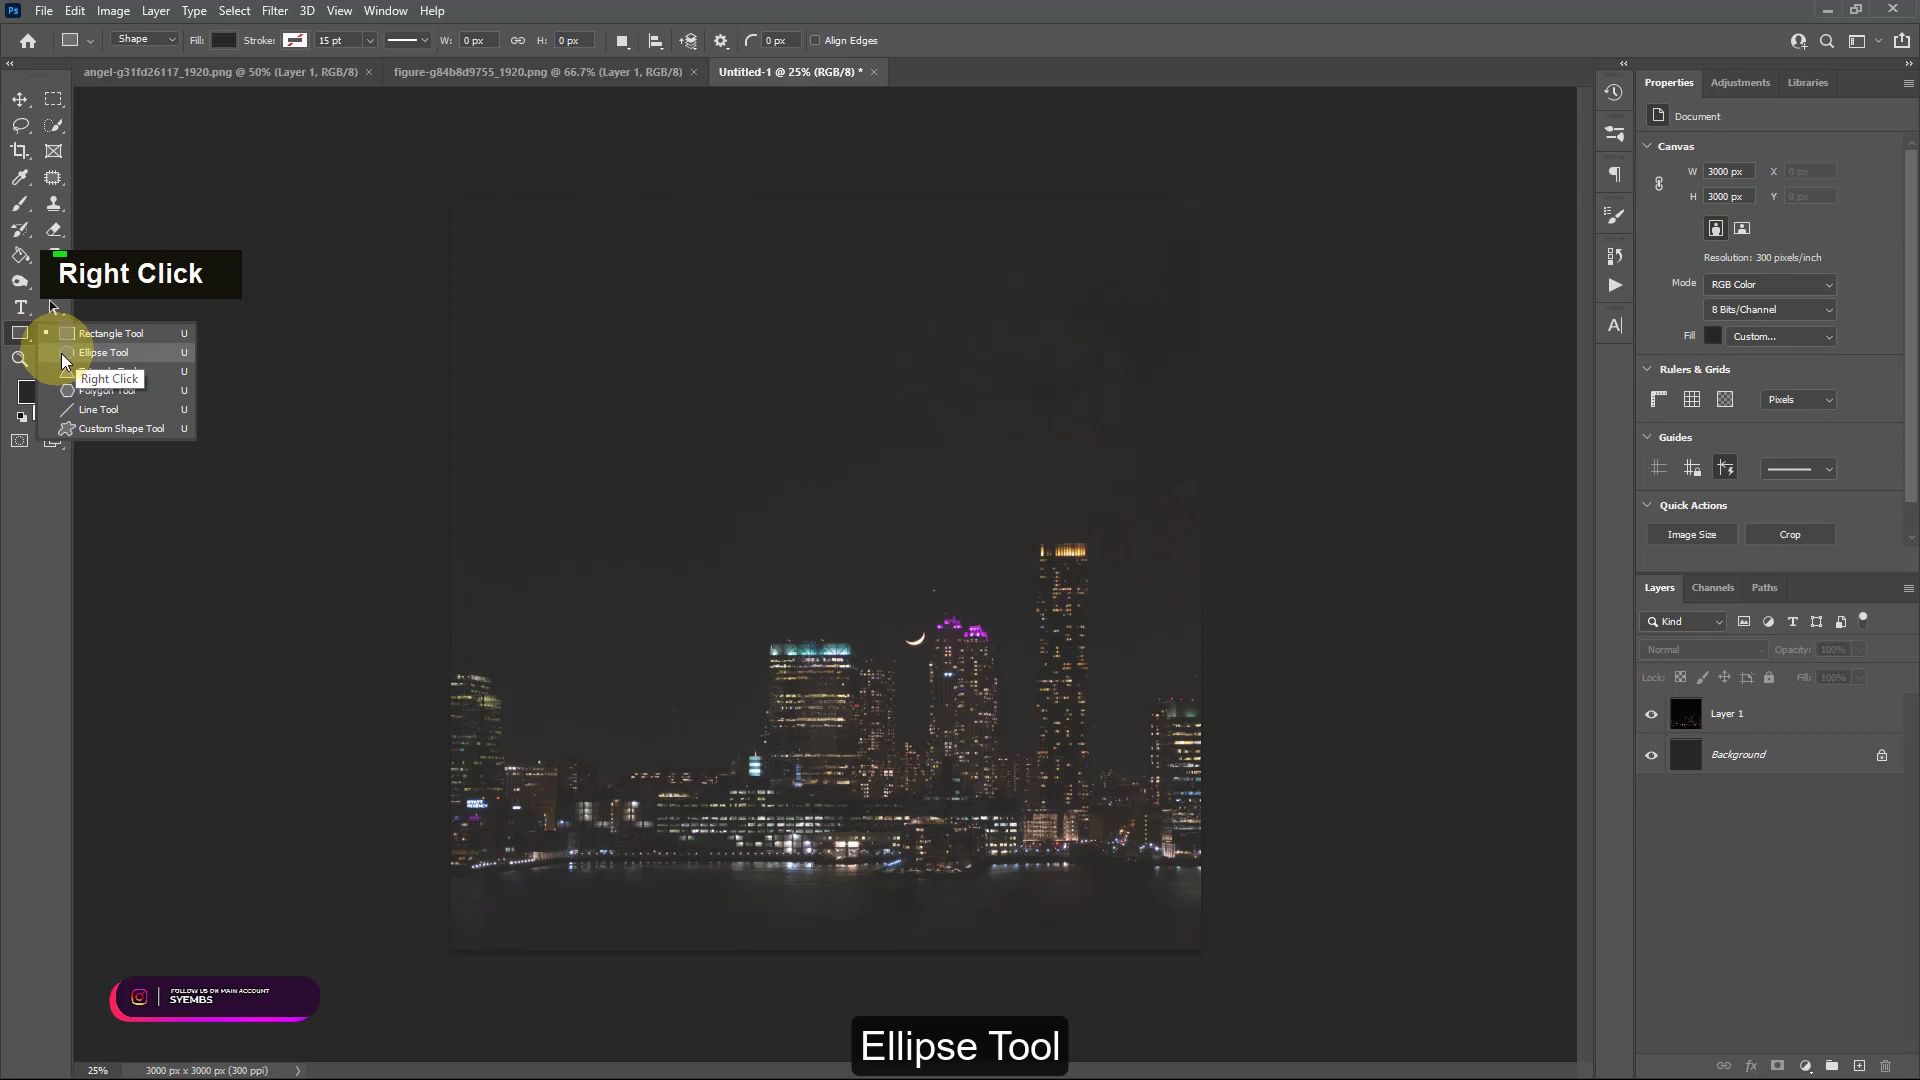 Ps File Edit Image Layer Type Select Filter 3D View Window Help
Shape Fill: Stroke: 15 pt W: 0 px H: 0 px 0 px Align Edges
angel-g31fd26117_1920.png @ 50% (Layer 1, RGB/8) × figure-g84b8d9755_1920.png @ 66.7% (Layer 1, RGB/8) × Untitled-1 @ 25% (RGB/8) * ×
Properties Adjustments Libraries
Document
Canvas
W 3000 px X 0 px
H 3000 px Y 0 px
Resolution: 300 pixels/inch
Mode RGB Color
8 Bits/Channel
Fill Custom...
Rulers & Grids
Pixels
Guides
Quick Actions
Image Size Crop
Layers Channels Paths
Kind
Normal Opacity: 100%
Lock: Fill: 100%
Layer 1
Background
Right Click
Rectangle Tool U
Ellipse Tool U
U
Right Click
Polygon Tool U
Line Tool U
Custom Shape Tool U
HYATT
REGENCY
FOLLOW US ON MAIN ACCOUNT
SYEMBS
Ellipse Tool
25% 3000 px x 3000 px (300 ppi)